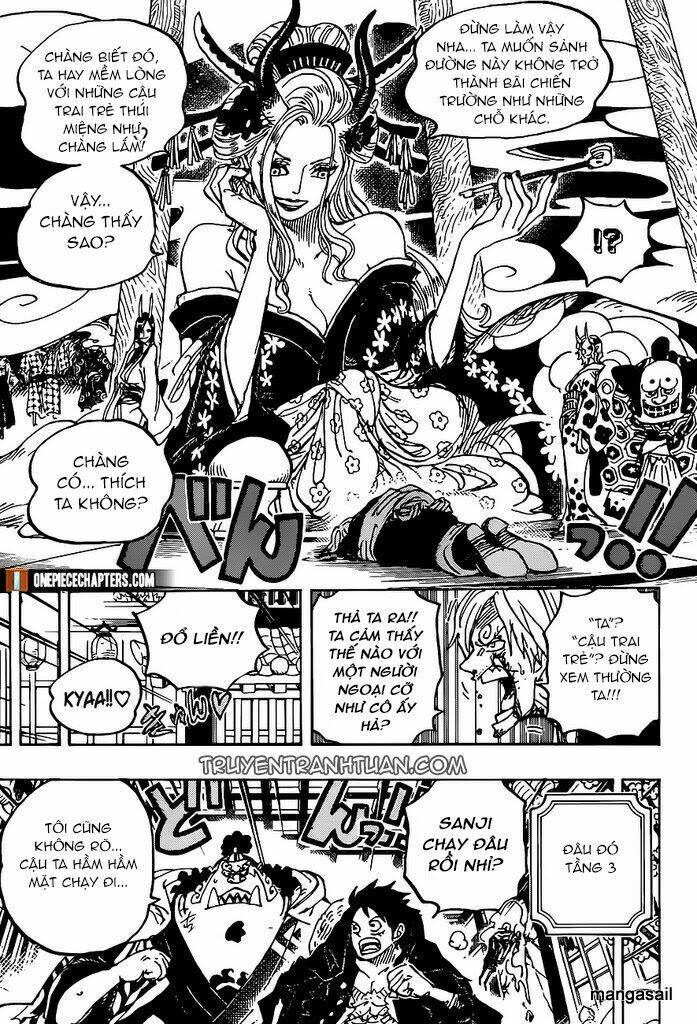 ĐỪNG LÀM VẬY
NHA... TA MUỐN SẢNH
ĐƯỜNG NÀY KHÔNG TRỞ
THÀNH BÃI CHIẾN
TRƯỜNG NHƯ NHỮNG
CHỖ KHÁC.
CHÀNG BIẾT ĐÓ,
TA HAY MỀM LÒNG
VỚI NHỮNG CẬU
TRAI TRẺ THÚI
MIỆNG NHƯ
CHÀNG LẮM!
VẬY...
CHÀNG THẤY
SAO?
!?
CHÀNG
CÓ... THÍCH
TA KHÔNG?
べんっ!!
ONEPIECECHAPTERS.COM
"TA"?
"CẬU TRAI
TRẺ"? ĐỪNG
XEM THƯỜNG
TA!!!
THẢ TA RA!!
TA CẢM THẤY
THẾ NÀO VỚI
MỘT NGƯỜI
NGOẠI CỠ
NHƯ CÔ ẤY
HẢ?
ĐỔ LIỀN!!
KYAA!!♡
TRUYENTRANHTUAN.COM
ĐÂU ĐÓ
TẦNG 3
SANJI
CHẠY ĐÂU
RỒI NHỈ?
TÔI CŨNG
KHÔNG RÕ...
CẬU TA HẦM HẦM
MẶT CHẠY ĐI...
mangasail